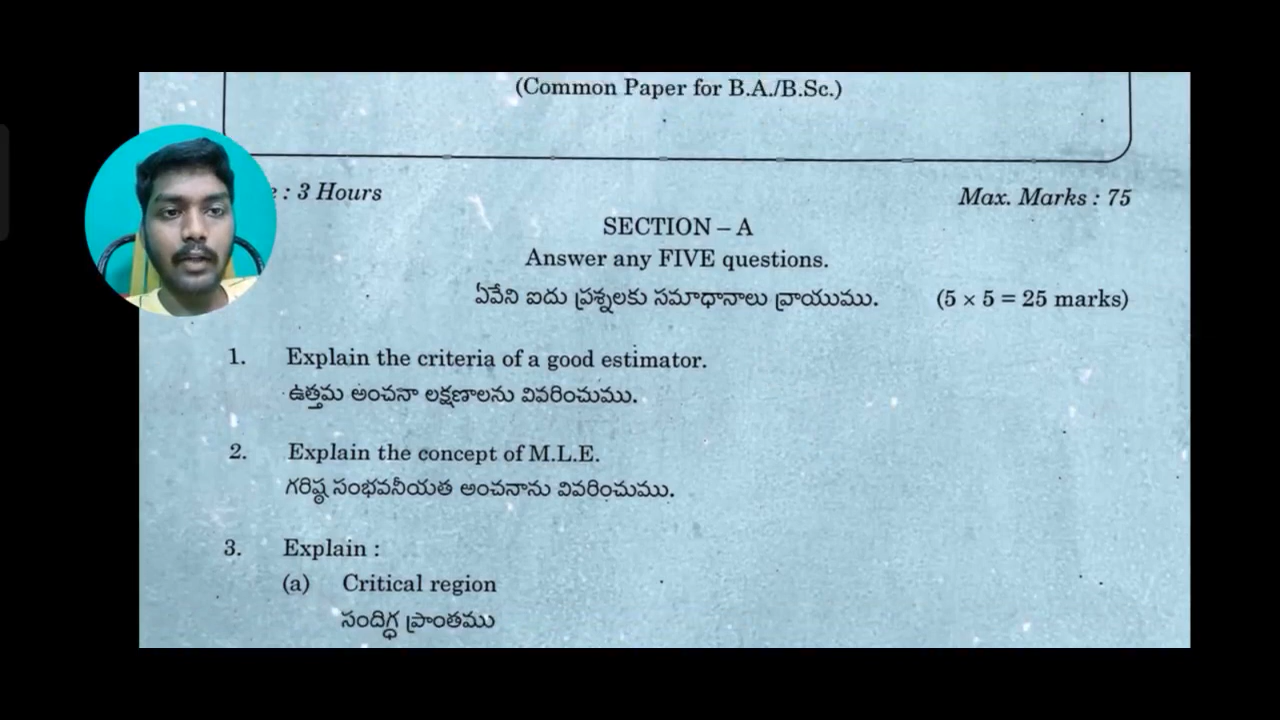 (Common Paper for B.A./B.Sc.)
: 3 Hours
Max. Marks : 75
SECTION – A
Answer any FIVE questions.
ఏవేని ఐదు ప్రశ్నలకు సమాధానాలు వ్రాయుము. (5 × 5 = 25 marks)
1. Explain the criteria of a good estimator.
ఉత్తమ అంచనా లక్షణాలను వివరించుము.
2. Explain the concept of M.L.E.
గరిష్ఠ సంభవనీయత అంచనాను వివరించుము.
3. Explain :
(a) Critical region
సందిగ్ధ ప్రాంతము